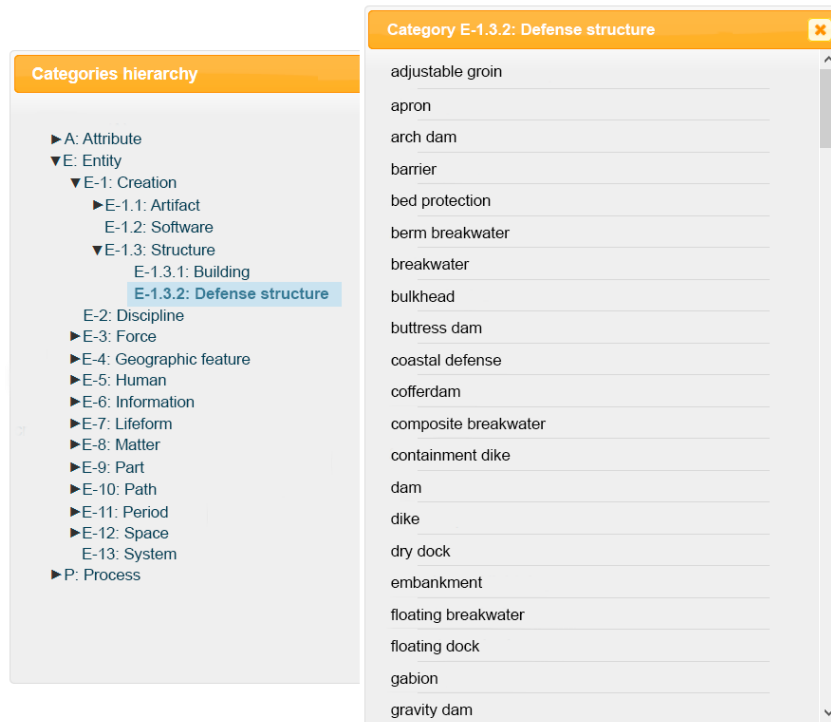 Categories hierarchy
►A: Attribute
▼E: Entity
▼E-1: Creation
►E-1.1: Artifact
E-1.2: Software
▼E-1.3: Structure
E-1.3.1: Building
E-1.3.2: Defense structure
E-2: Discipline
►E-3: Force
►E-4: Geographic feature
►E-5: Human
►E-6: Information
►E-7: Lifeform
►E-8: Matter
►E-9: Part
►E-10: Path
►E-11: Period
►E-12: Space
E-13: System
►P: Process
Category E-1.3.2: Defense structure
adjustable groin
apron
arch dam
barrier
bed protection
berm breakwater
breakwater
bulkhead
buttress dam
coastal defense
cofferdam
composite breakwater
containment dike
dam
dike
dry dock
embankment
floating breakwater
floating dock
gabion
gravity dam